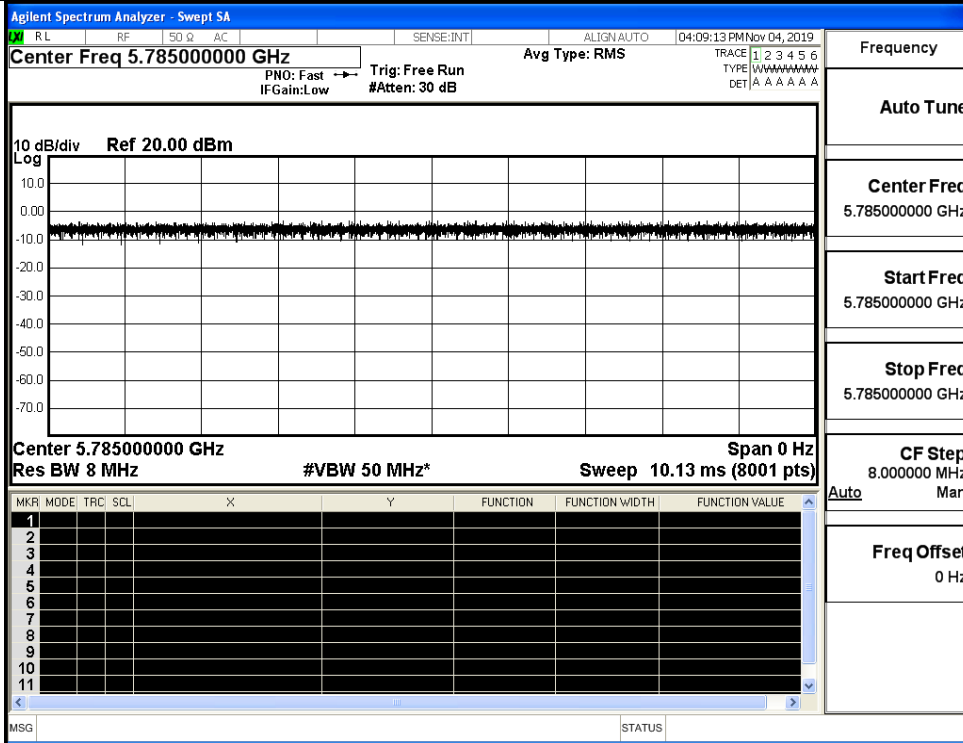 Agilent Spectrum Analyzer - Swept SA
LXI RL RF 50 Ω AC SENSE:INT ALIGN AUTO 04:09:13 PM Nov 04, 2019
Center Freq 5.785000000 GHz
Avg Type: RMS
TRACE 1 2 3 4 5 6
PNO: Fast
Trig: Free Run
TYPE WWWWWW
IFGain:Low
#Atten: 30 dB
DET A A A A A A
10 dB/div Ref 20.00 dBm
Log
10.0
0.00
-10.0
-20.0
-30.0
-40.0
-50.0
-60.0
-70.0
Center 5.785000000 GHz Span 0 Hz
Res BW 8 MHz #VBW 50 MHz* Sweep 10.13 ms (8001 pts)
MKR MODE TRC SCL X Y FUNCTION FUNCTION WIDTH FUNCTION VALUE
1
2
3
4
5
6
7
8
9
10
11
MSG STATUS
Frequency
Auto Tune
Center Freq
5.785000000 GHz
Start Freq
5.785000000 GHz
Stop Freq
5.785000000 GHz
CF Step
8.000000 MHz
Auto Man
Freq Offset
0 Hz